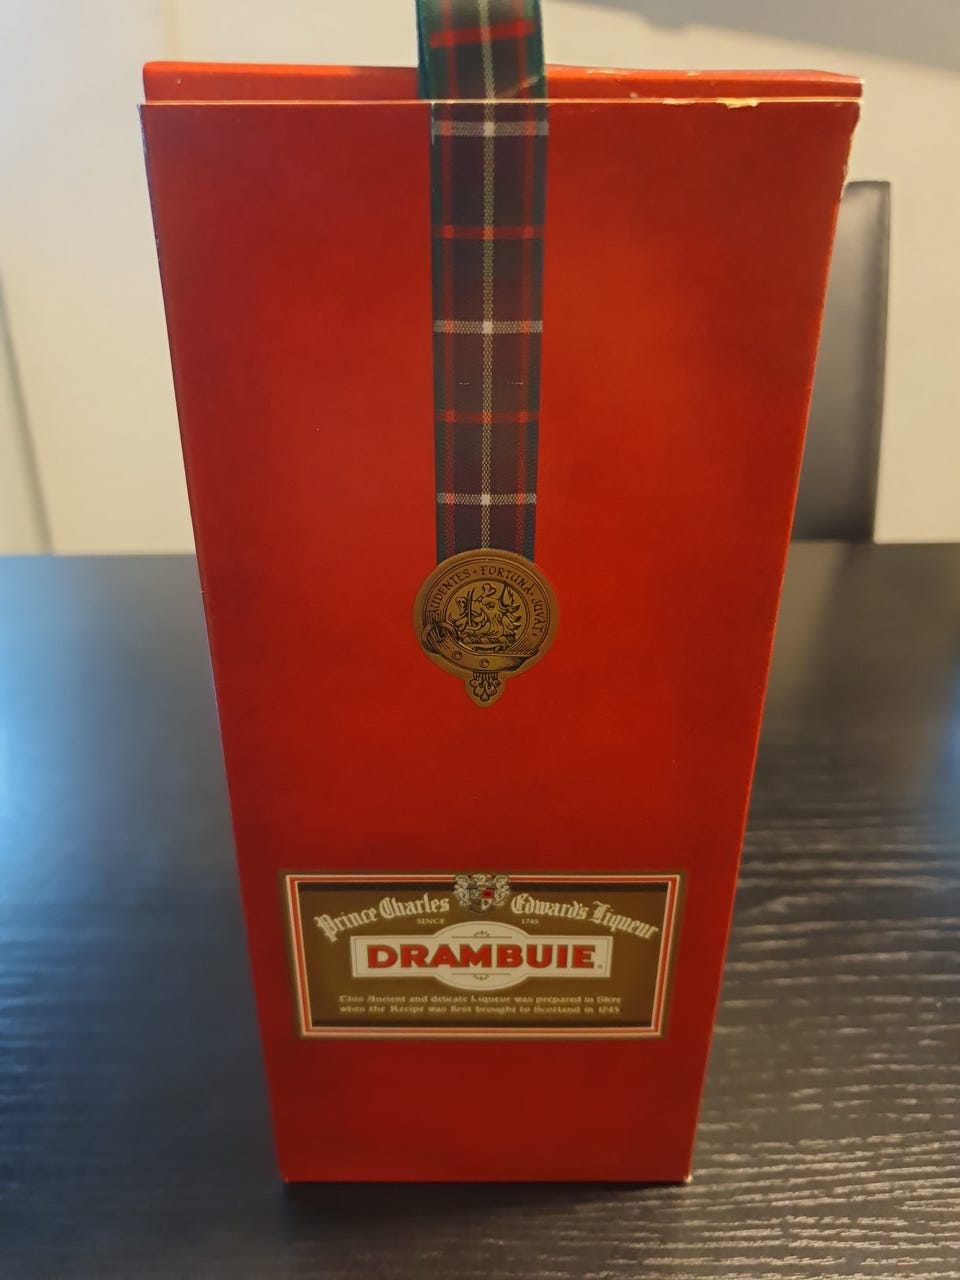 AUDENTES · FORTUNA · JUVAT
Prince Charles Edward's Liqueur
SINCE 1745
DRAMBUIE
This Ancient and delicate Liqueur was prepared in Skye
when the Recipe was first brought to Scotland in 1745